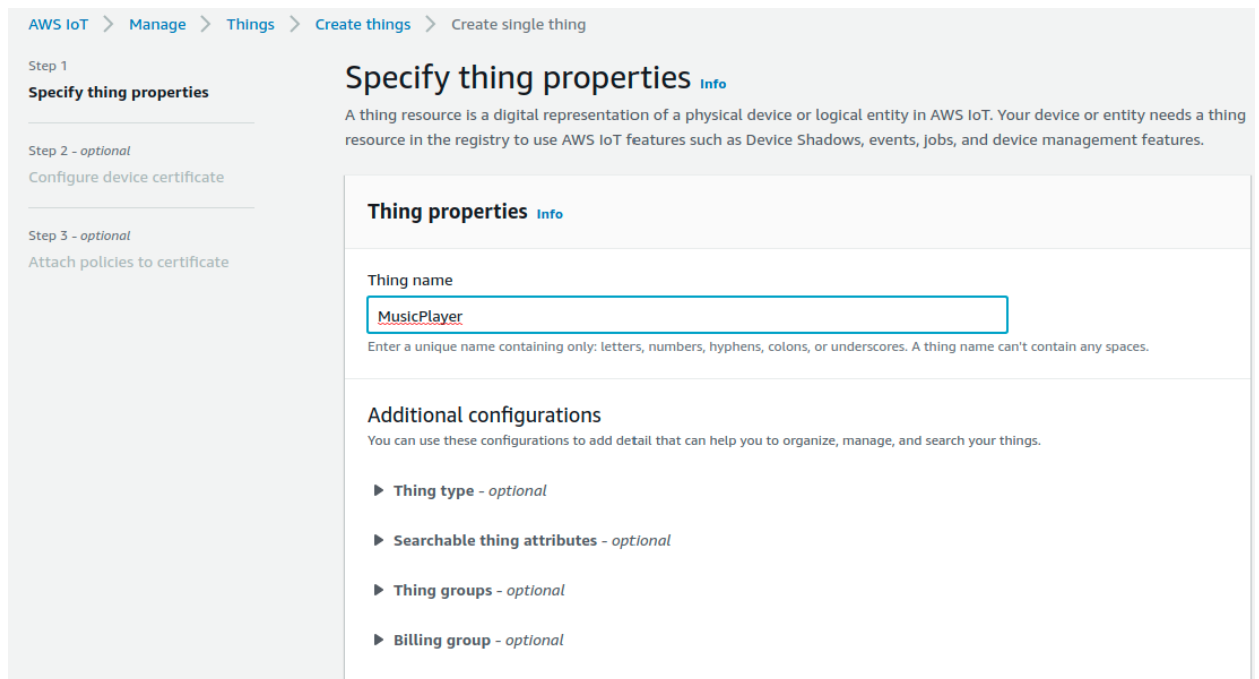 AWS IoT > Manage > Things > Create things > Create single thing
Step 1
Specify thing properties
Step 2 - optional
Configure device certificate
Step 3 - optional
Attach policies to certificate
Specify thing properties Info
A thing resource is a digital representation of a physical device or logical entity in AWS IoT. Your device or entity needs a thing
resource in the registry to use AWS IoT features such as Device Shadows, events, jobs, and device management features.
Thing properties Info
Thing name
MusicPlayer
Enter a unique name containing only: letters, numbers, hyphens, colons, or underscores. A thing name can't contain any spaces.
Additional configurations
You can use these configurations to add detail that can help you to organize, manage, and search your things.
Thing type - optional
Searchable thing attributes - optional
Thing groups - optional
Billing group - optional